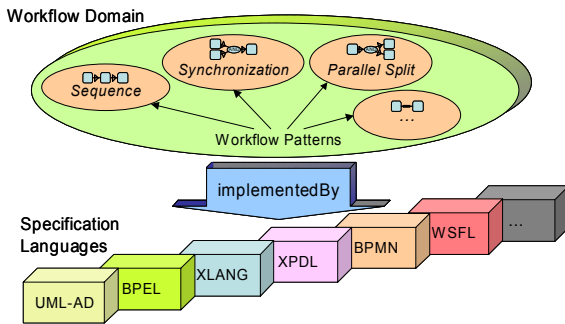 Workflow Domain
Synchronization
Parallel Split
Sequence
...
Workflow Patterns
implementedBy
Specification
Languages
UML-AD
BPEL
XLANG
XPDL
BPMN
WSFL
...